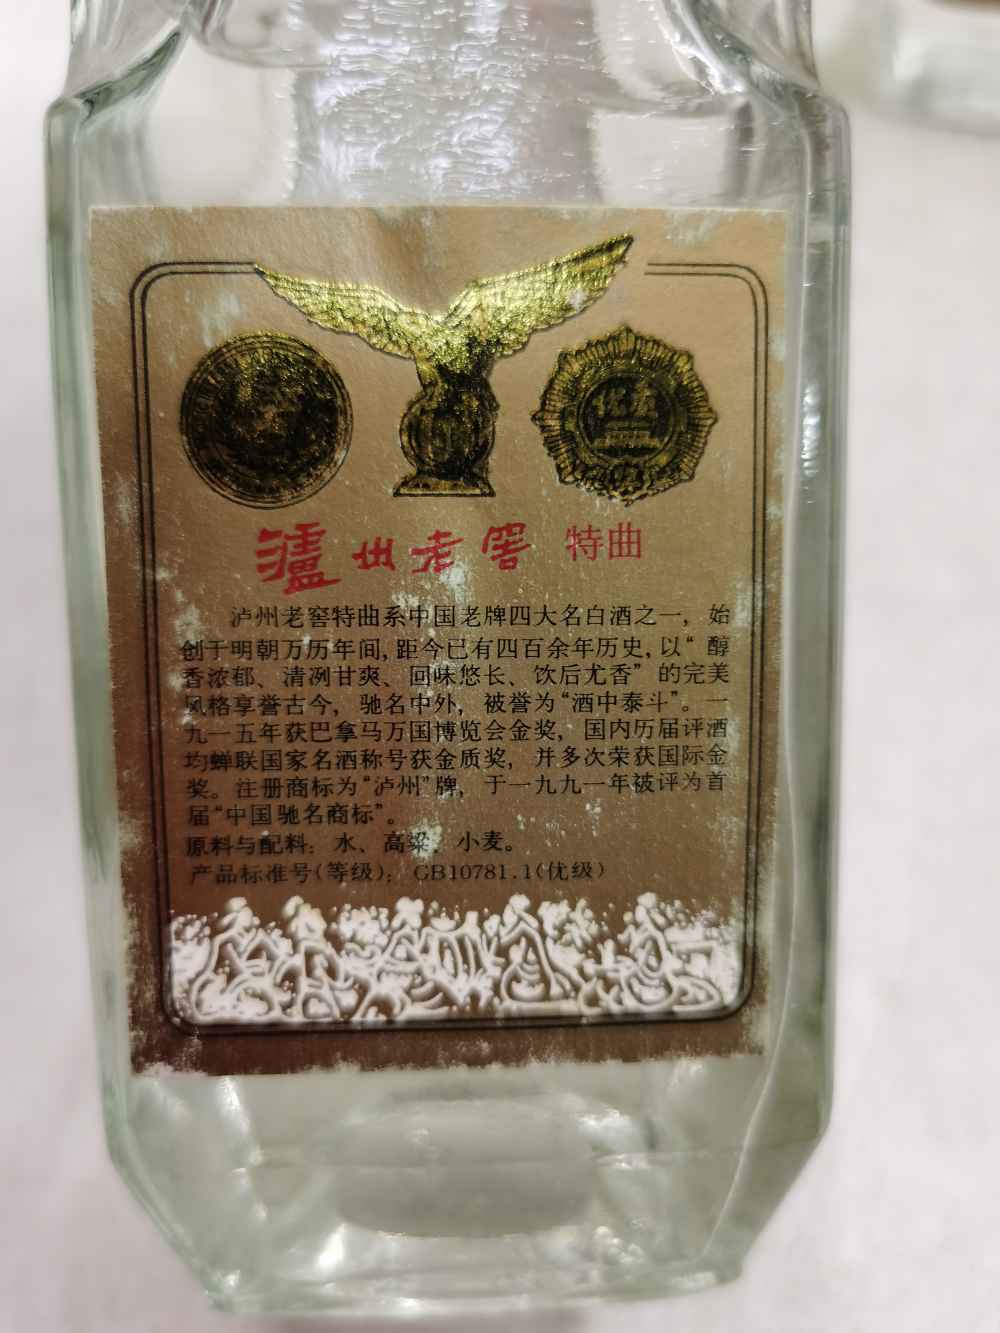 泸州老窖 特曲
泸州老窖特曲系中国老牌四大名白酒之一，始
创于明朝万历年间，距今已有四百余年历史，以“醇
香浓郁、清冽甘爽、回味悠长、饮后尤香”的完美
风格享誉古今，驰名中外，被誉为“酒中泰斗”。一
九一五年获巴拿马万国博览会金奖，国内历届评酒
均蝉联国家名酒称号获金质奖，并多次荣获国际金
奖。注册商标为“泸州”牌，于一九九一年被评为首
届“中国驰名商标”。
原料与配料：水、高粱、小麦。
产品标准号(等级)：GB10781.1(优级)